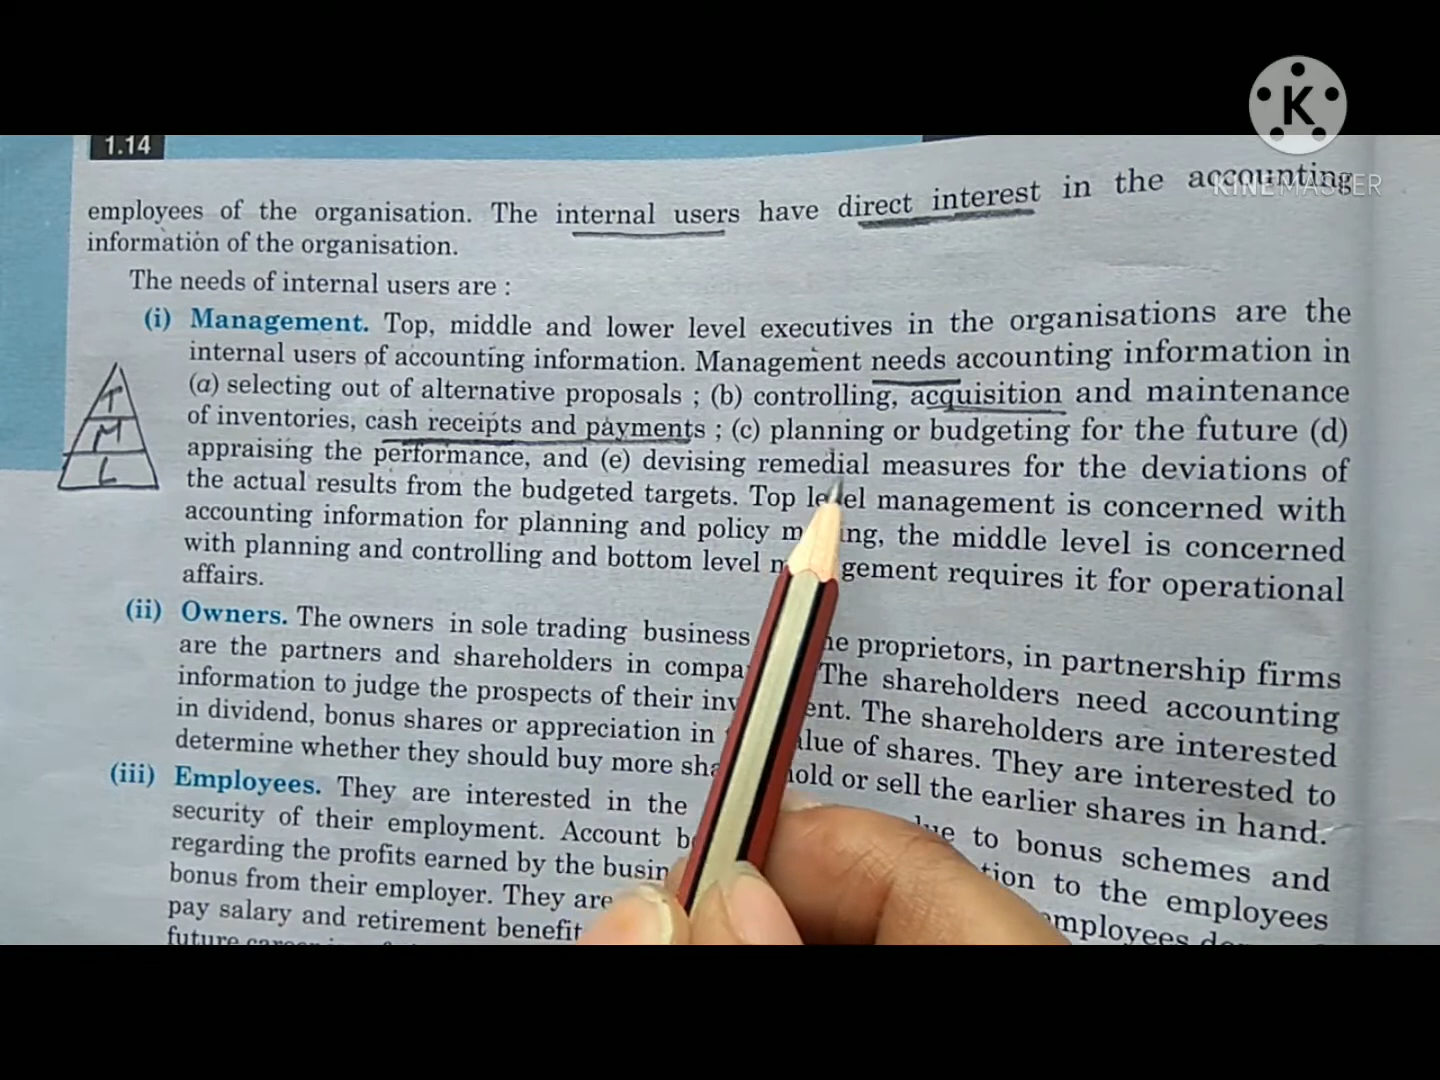 K
KINEMASTER
1.14
employees of the organisation. The internal users have direct interest in the accounting
information of the organisation.
The needs of internal users are :
(i) Management. Top, middle and lower level executives in the organisations are the
internal users of accounting information. Management needs accounting information in
(a) selecting out of alternative proposals ; (b) controlling, acquisition and maintenance
of inventories, cash receipts and payments ; (c) planning or budgeting for the future (d)
appraising the performance, and (e) devising remedial measures for the deviations of
the actual results from the budgeted targets. Top level management is concerned with
accounting information for planning and policy the middle level is concerned
with planning and controlling and bottom level requires it for operational
affairs.
T
M
L
(ii) Owners. The owners in sole trading business proprietors, in partnership firms
are the partners and shareholders in The shareholders need accounting
information to judge the prospects of their The shareholders are interested
in dividend, bonus shares or appreciation in of shares. They are interested to
determine whether they should buy more or sell the earlier shares in hand.
(iii) Employees. They are interested in the to bonus schemes and
security of their employment. Account to the employees
regarding the profits earned by the
bonus from their employer. They are
pay salary and retirement
future